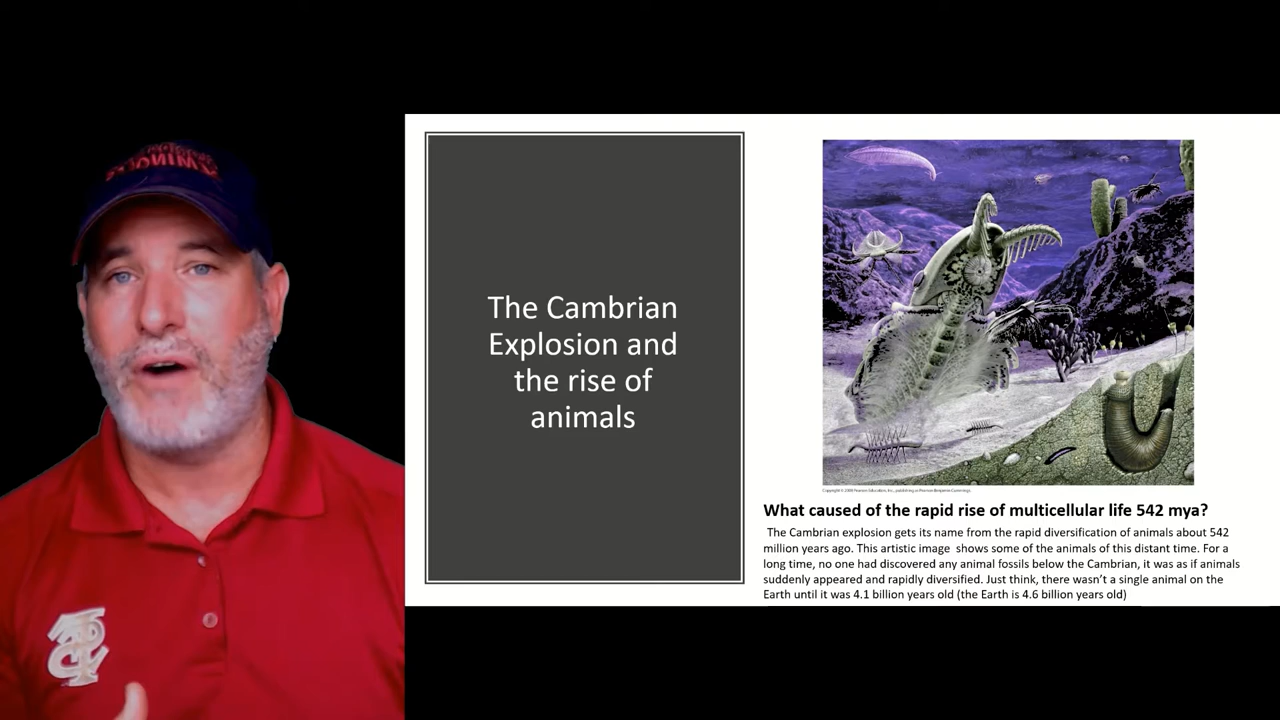 The Cambrian
Explosion and
the rise of
animals
What caused of the rapid rise of multicellular life 542 mya?
The Cambrian explosion gets its name from the rapid diversification of animals about 542
million years ago. This artistic image shows some of the animals of this distant time. For a
long time, no one had discovered any animal fossils below the Cambrian, it was as if animals
suddenly appeared and rapidly diversified. Just think, there wasn't a single animal on the
Earth until it was 4.1 billion years old (the Earth is 4.6 billion years old)